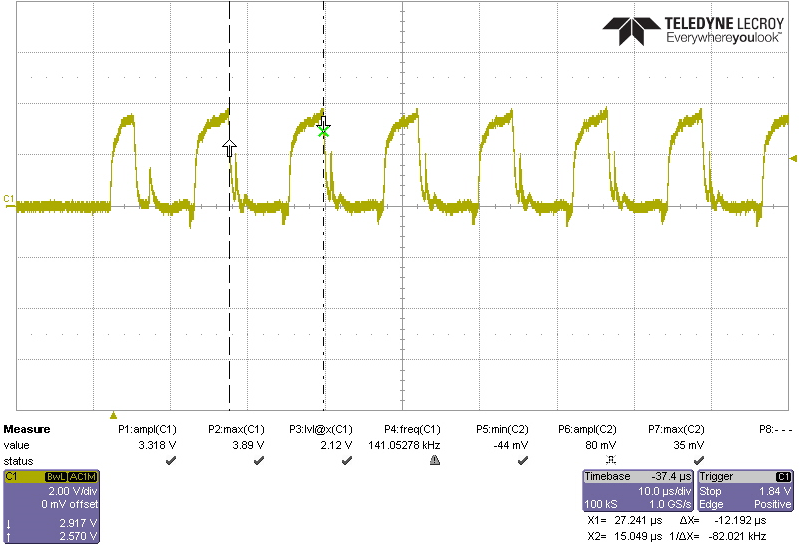 TELEDYNE LECROY
Everywhereyoulook™
C1
Measure P1:ampl(C1) P2:max(C1) P3:lvl@x(C1) P4:freq(C1) P5:min(C2) P6:ampl(C2) P7:max(C2) P8:- - -
value 3.318 V 3.89 V 2.12 V 141.05278 kHz -44 mV 80 mV 35 mV
status
C1 BwL AC1M
2.00 V/div
0 mV offset
↓ 2.917 V
↑ 2.570 V
Timebase -37.4 µs
10.0 µs/div
100 kS 1.0 GS/s
Trigger C1
Stop 1.84 V
Edge Positive
X1= 27.241 µs ΔX= -12.192 µs
X2= 15.049 µs 1/ΔX= -82.021 kHz